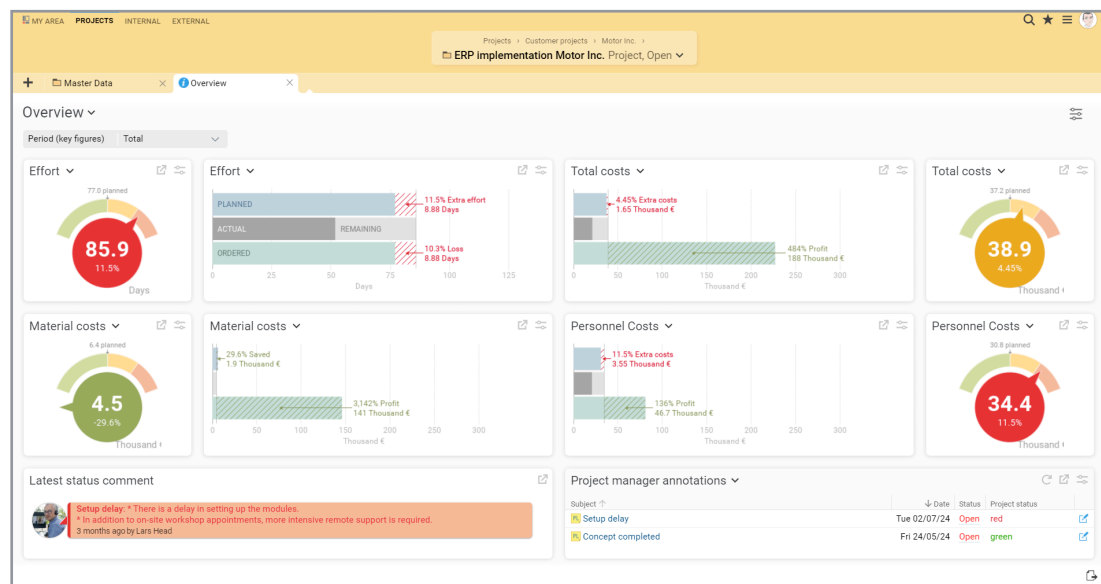 MY AREA PROJECTS INTERNAL EXTERNAL
Projects › Customer projects › Motor Inc. ›
ERP implementation Motor Inc. Project, Open
Master Data
Overview
Overview
Period (key figures) Total
Effort
77.0 planned
85.9
11.5%
Days
Effort
PLANNED
ACTUAL REMAINING
ORDERED
11.5% Extra effort
8.88 Days
10.3% Loss
8.88 Days
0 25 50 75 100 125
Days
Total costs
4.45% Extra costs
1.65 Thousand €
484% Profit
188 Thousand €
0 50 100 150 200 250 300
Thousand €
Total costs
37.2 planned
38.9
4.45%
Thousand
Material costs
6.4 planned
4.5
-29.6%
Thousand
Material costs
29.6% Saved
1.9 Thousand €
3,142% Profit
141 Thousand €
0 50 100 150 200 250 300
Thousand €
Personnel Costs
11.5% Extra costs
3.55 Thousand €
136% Profit
46.7 Thousand €
0 50 100 150 200 250 300
Thousand €
Personnel Costs
30.8 planned
34.4
11.5%
Thousand
Latest status comment
Setup delay: * There is a delay in setting up the modules.
* In addition to on-site workshop appointments, more intensive remote support is required.
3 months ago by Lars Head
Project manager annotations
Subject ↑ ↓ Date Status Project status
PL Setup delay Tue 02/07/24 Open red
PL Concept completed Fri 24/05/24 Open green